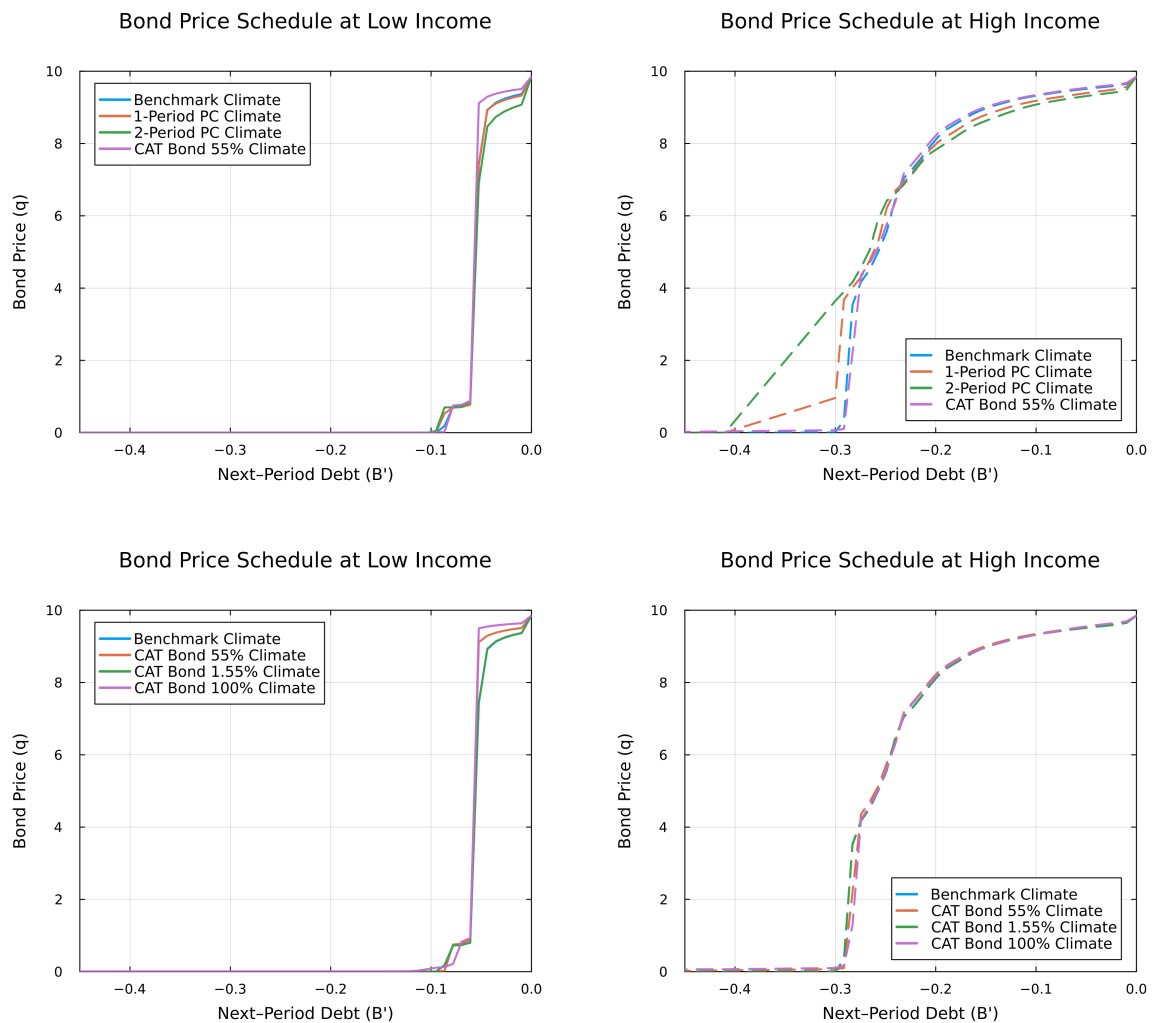 Bond Price Schedule at Low Income
10
8
6
4
2
0
Bond Price (q)
Benchmark Climate
1-Period PC Climate
2-Period PC Climate
CAT Bond 55% Climate
−0.4
−0.3
−0.2
−0.1
0.0
Next–Period Debt (B')
Bond Price Schedule at High Income
10
8
6
4
2
0
Bond Price (q)
Benchmark Climate
1-Period PC Climate
2-Period PC Climate
CAT Bond 55% Climate
−0.4
−0.3
−0.2
−0.1
0.0
Next–Period Debt (B')
Bond Price Schedule at Low Income
10
8
6
4
2
0
Bond Price (q)
Benchmark Climate
CAT Bond 55% Climate
CAT Bond 1.55% Climate
CAT Bond 100% Climate
−0.4
−0.3
−0.2
−0.1
0.0
Next–Period Debt (B')
Bond Price Schedule at High Income
10
8
6
4
2
0
Bond Price (q)
Benchmark Climate
CAT Bond 55% Climate
CAT Bond 1.55% Climate
CAT Bond 100% Climate
−0.4
−0.3
−0.2
−0.1
0.0
Next–Period Debt (B')